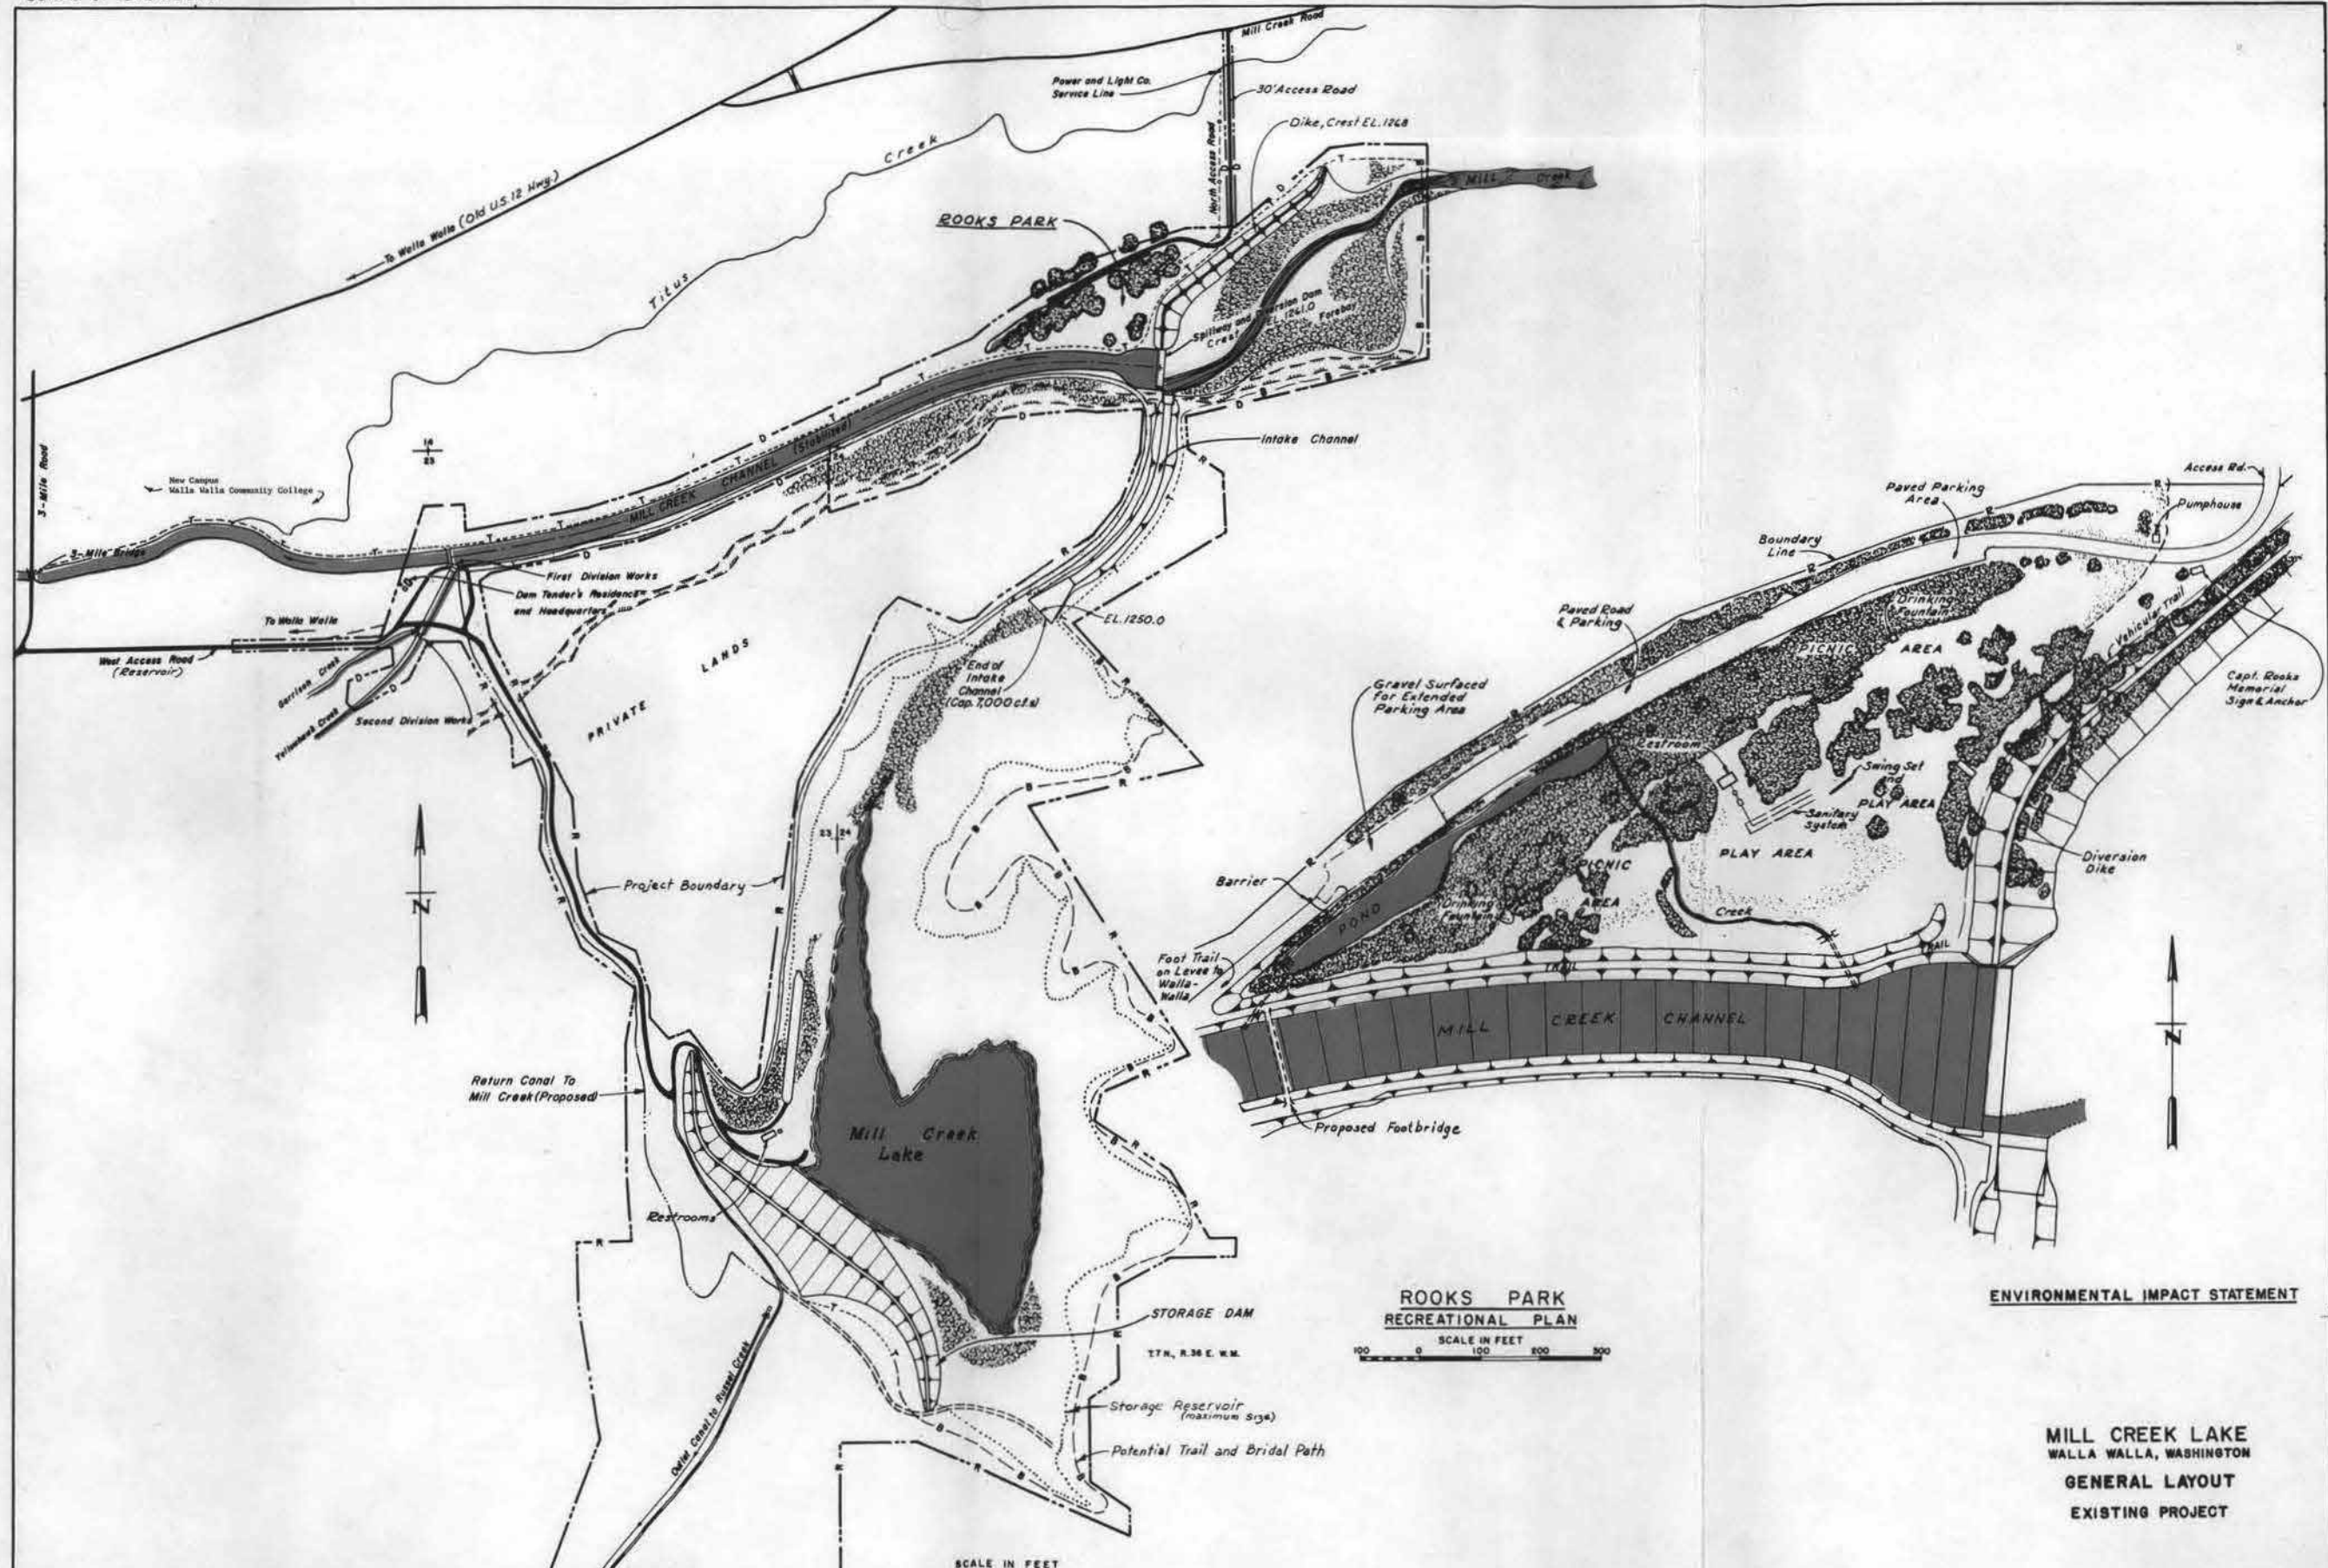 Mill Creek Road
Power and Light Co.
Service Line
30' Access Road
Dike, Crest EL. 1268
North Access Road
Creek
Titus
To Walla Walla (Old U.S. 12 Hwy.)
ROOKS PARK
MILL Creek
Spillway and Diversion Dam
Crest EL. 1261.0
Forebay
3-Mile Road
New Campus
Walla Walla Community College
MILL CREEK CHANNEL (Stabilized)
Intake Channel
3-Mile Bridge
First Division Works
Dam Tender's Residence
and Headquarters
To Walla Walla
West Access Road
(Reservoir)
Garrison Creek
Yellowhawk Creek
Second Division Works
PRIVATE LANDS
EL. 1250.0
End of
Intake
Channel
(Cap. 7,000 cfs)
23 24
Project Boundary
N
Return Canal To
Mill Creek (Proposed)
Mill Creek
Lake
Restrooms
Outlet Canal to Russel Creek
STORAGE DAM
T.7 N., R.36 E. W.M.
Storage Reservoir
(maximum size)
Potential Trail and Bridal Path
SCALE IN FEET
Access Rd.
Paved Parking
Area
Pumphouse
Boundary
Line
Paved Road
& Parking
Drinking
Fountain
PICNIC AREA
Vehicular Trail
Capt. Rooks
Memorial
Sign & Anchor
Gravel Surfaced
for Extended
Parking Area
Restroom
Swing Set
and
PLAY AREA
Sanitary
System
PLAY AREA
PICNIC
AREA
Diversion
Dike
Barrier
POND
Drinking
Fountain
Creek
Foot Trail
on Levee to
Walla-
Walla
TRAIL
TRAIL
MILL CREEK CHANNEL
N
Proposed Footbridge
ROOKS PARK
RECREATIONAL PLAN
SCALE IN FEET
100 0 100 200 300
ENVIRONMENTAL IMPACT STATEMENT
MILL CREEK LAKE
WALLA WALLA, WASHINGTON
GENERAL LAYOUT
EXISTING PROJECT